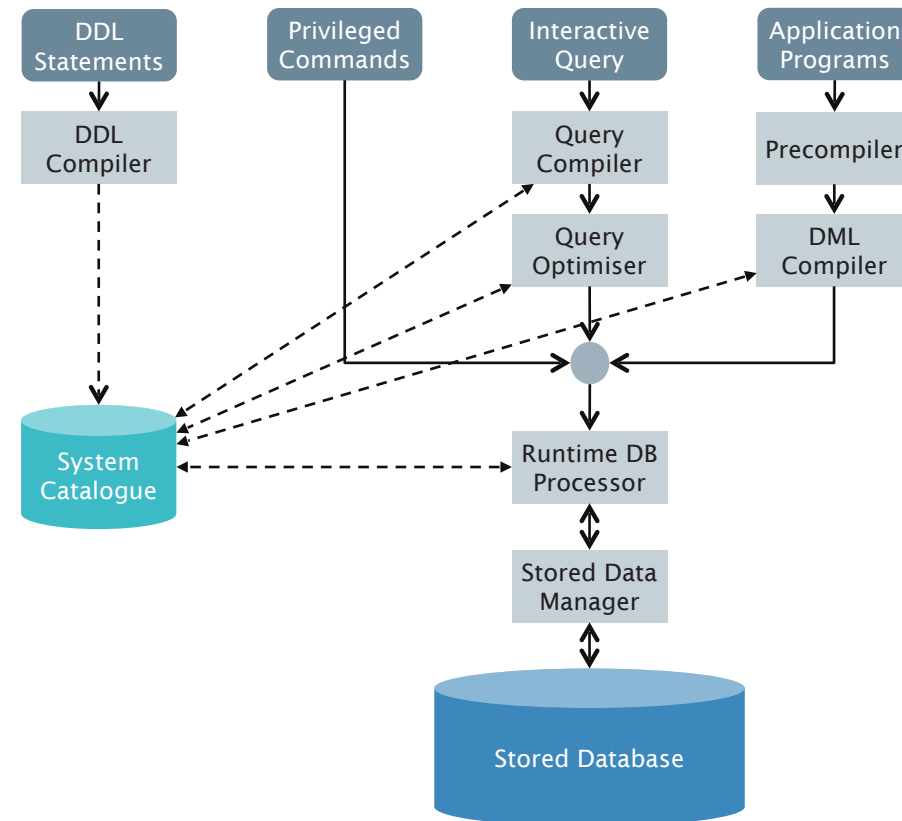 DDL
Statements
Privileged
Commands
Interactive
Query
Application
Programs
DDL
Compiler
Query
Compiler
Precompiler
Query
Optimiser
DML
Compiler
System
Catalogue
Runtime DB
Processor
Stored Data
Manager
Stored Database